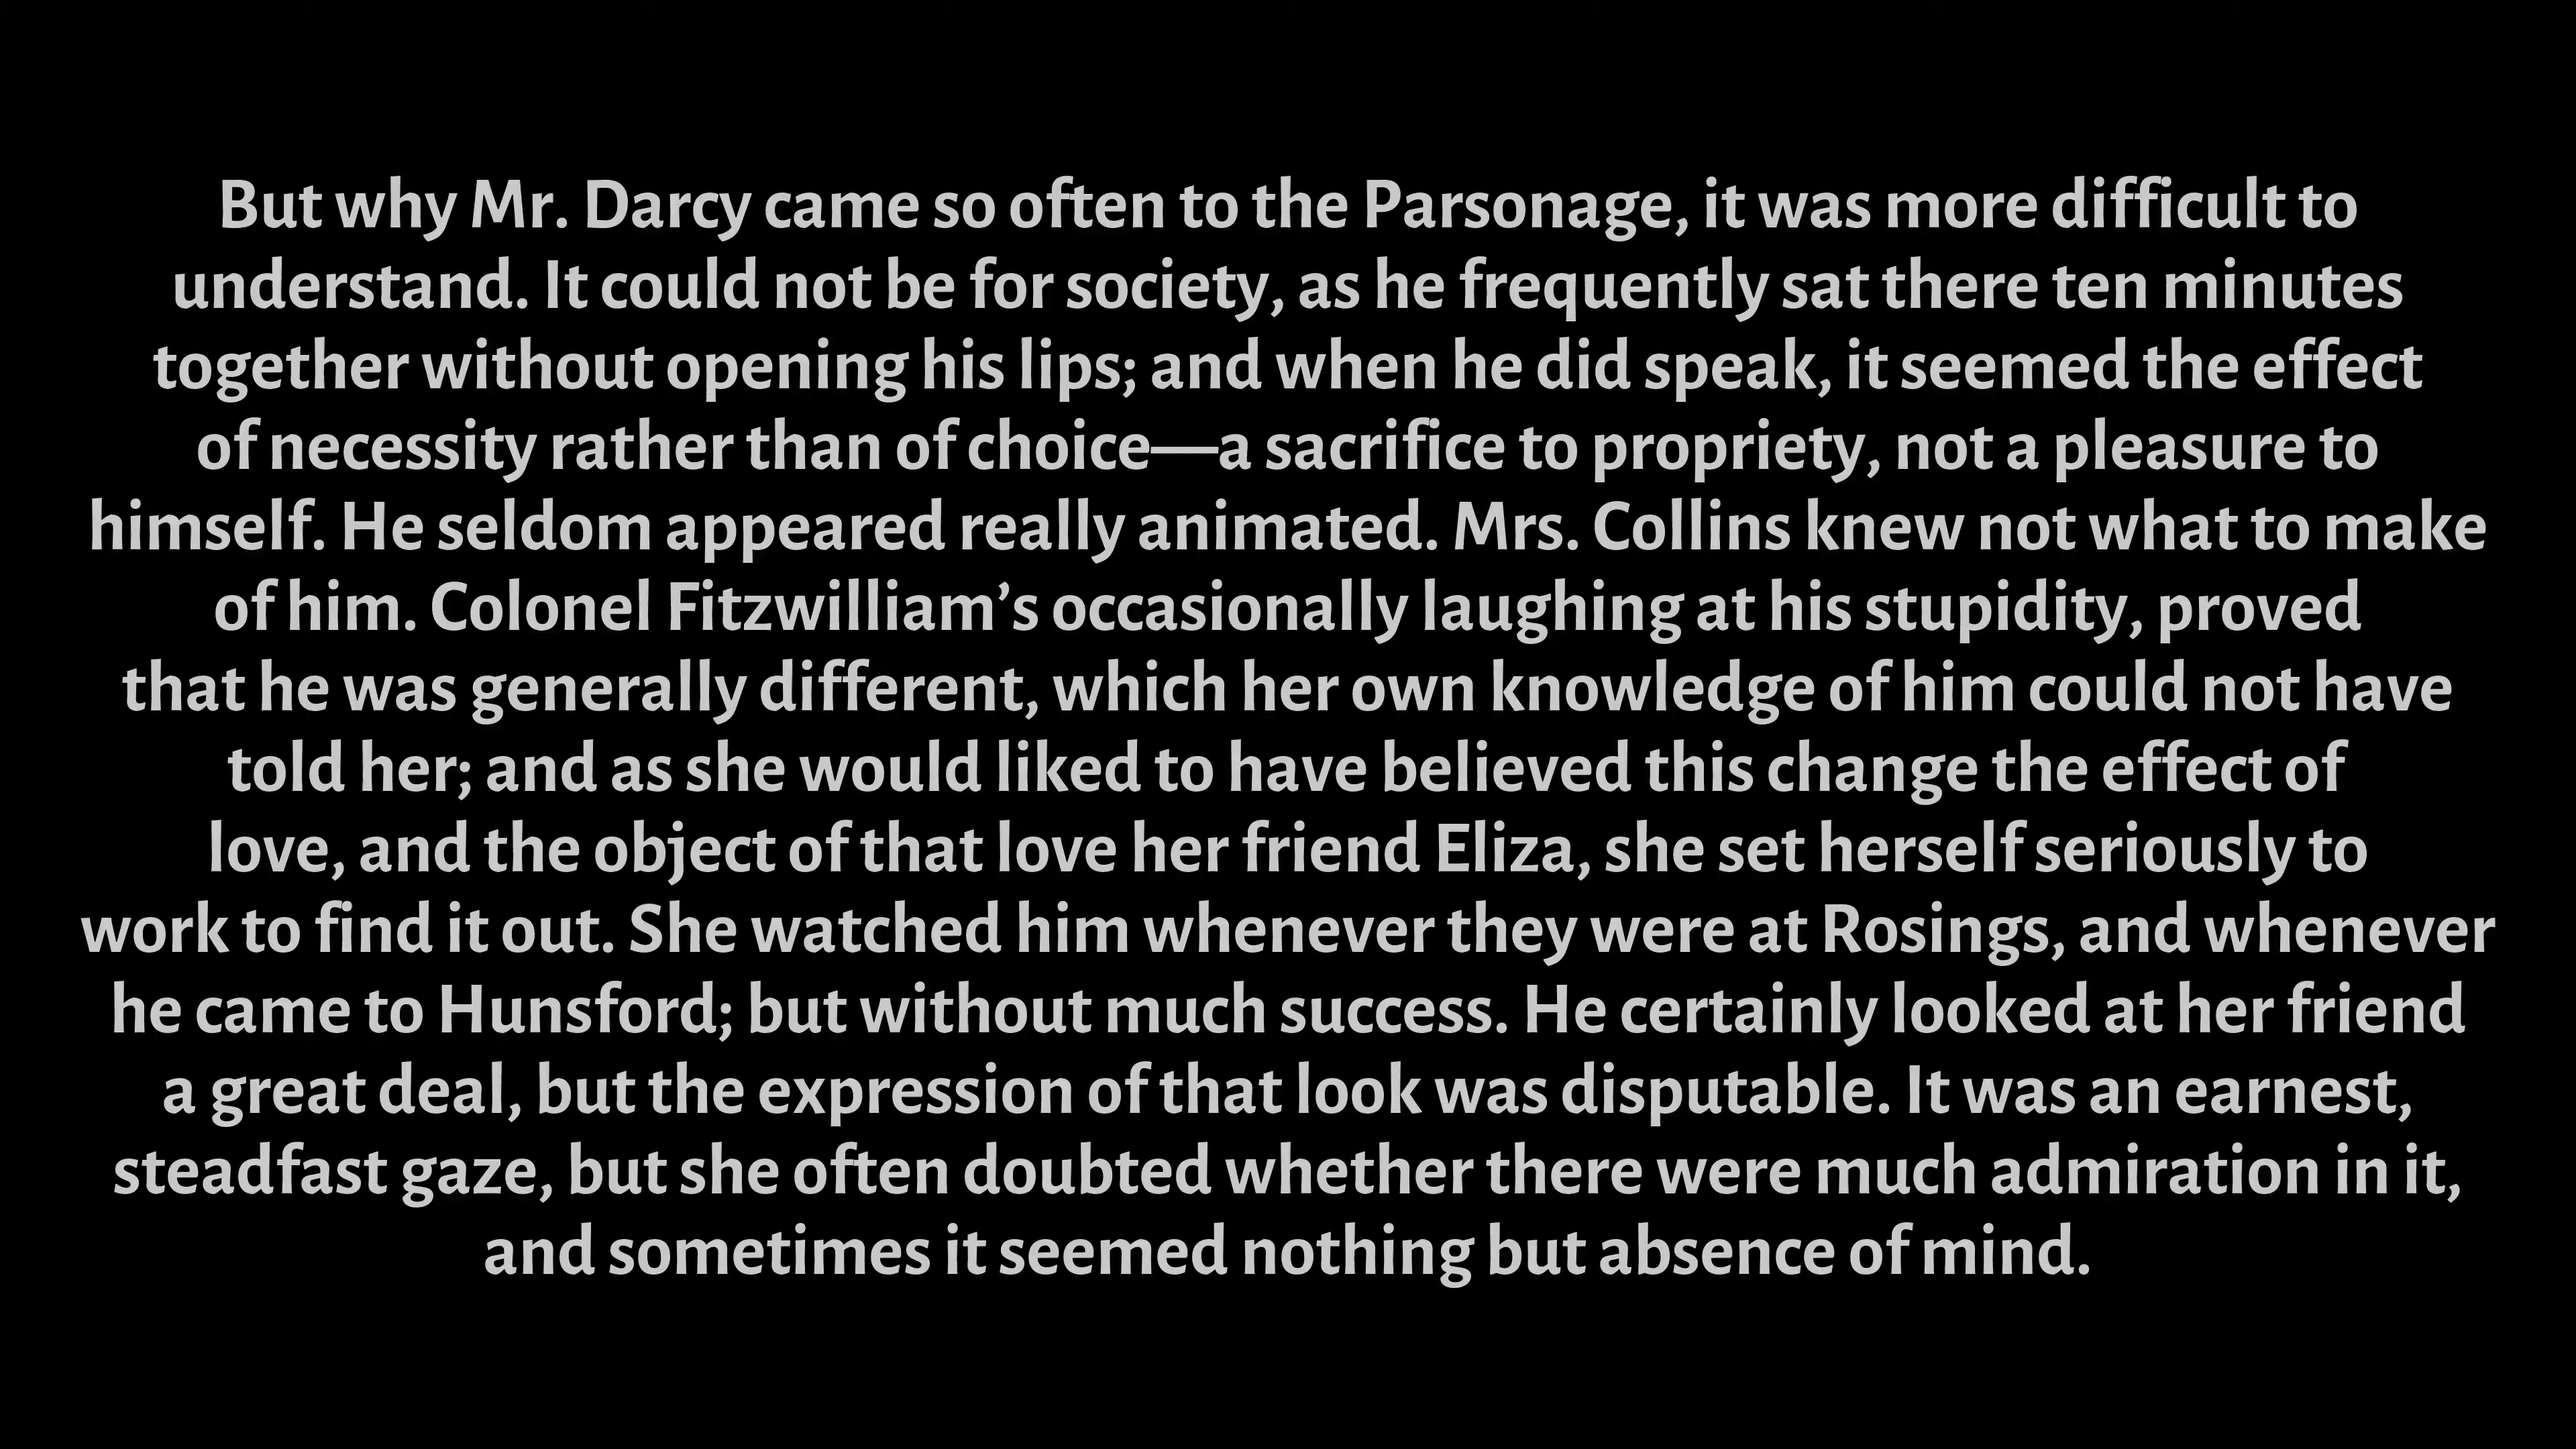 But why Mr. Darcy came so often to the Parsonage, it was more difficult to
understand. It could not be for society, as he frequently sat there ten minutes
together without opening his lips; and when he did speak, it seemed the effect
of necessity rather than of choice—a sacrifice to propriety, not a pleasure to
himself. He seldom appeared really animated. Mrs. Collins knew not what to make
of him. Colonel Fitzwilliam’s occasionally laughing at his stupidity, proved
that he was generally different, which her own knowledge of him could not have
told her; and as she would liked to have believed this change the effect of
love, and the object of that love her friend Eliza, she set herself seriously to
work to find it out. She watched him whenever they were at Rosings, and whenever
he came to Hunsford; but without much success. He certainly looked at her friend
a great deal, but the expression of that look was disputable. It was an earnest,
steadfast gaze, but she often doubted whether there were much admiration in it,
and sometimes it seemed nothing but absence of mind.